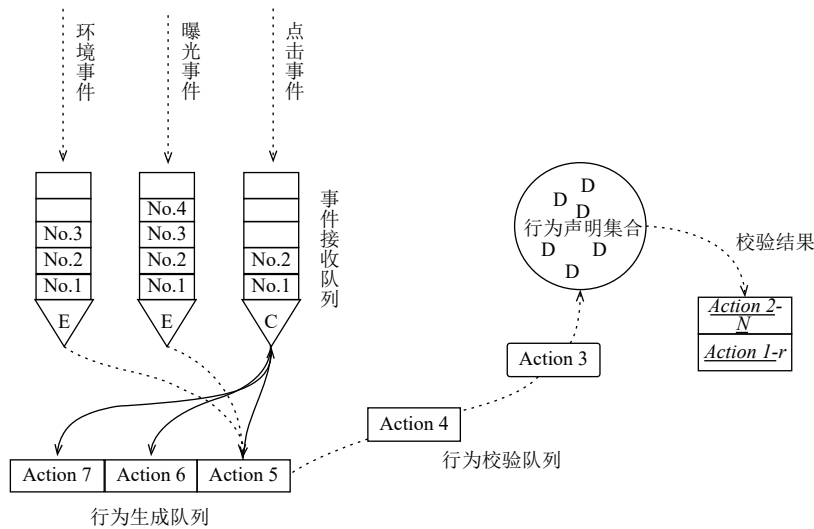 环境事件
曝光事件
点击事件
No.4
No.3
No.3
No.2
No.2
No.2
No.1
No.1
No.1
E
E
C
事件接收队列
D
D
D
行为声明集合
D
D
D
校验结果
Action 2-
N
Action 1-r
Action 3
Action 4
行为校验队列
Action 7
Action 6
Action 5
行为生成队列